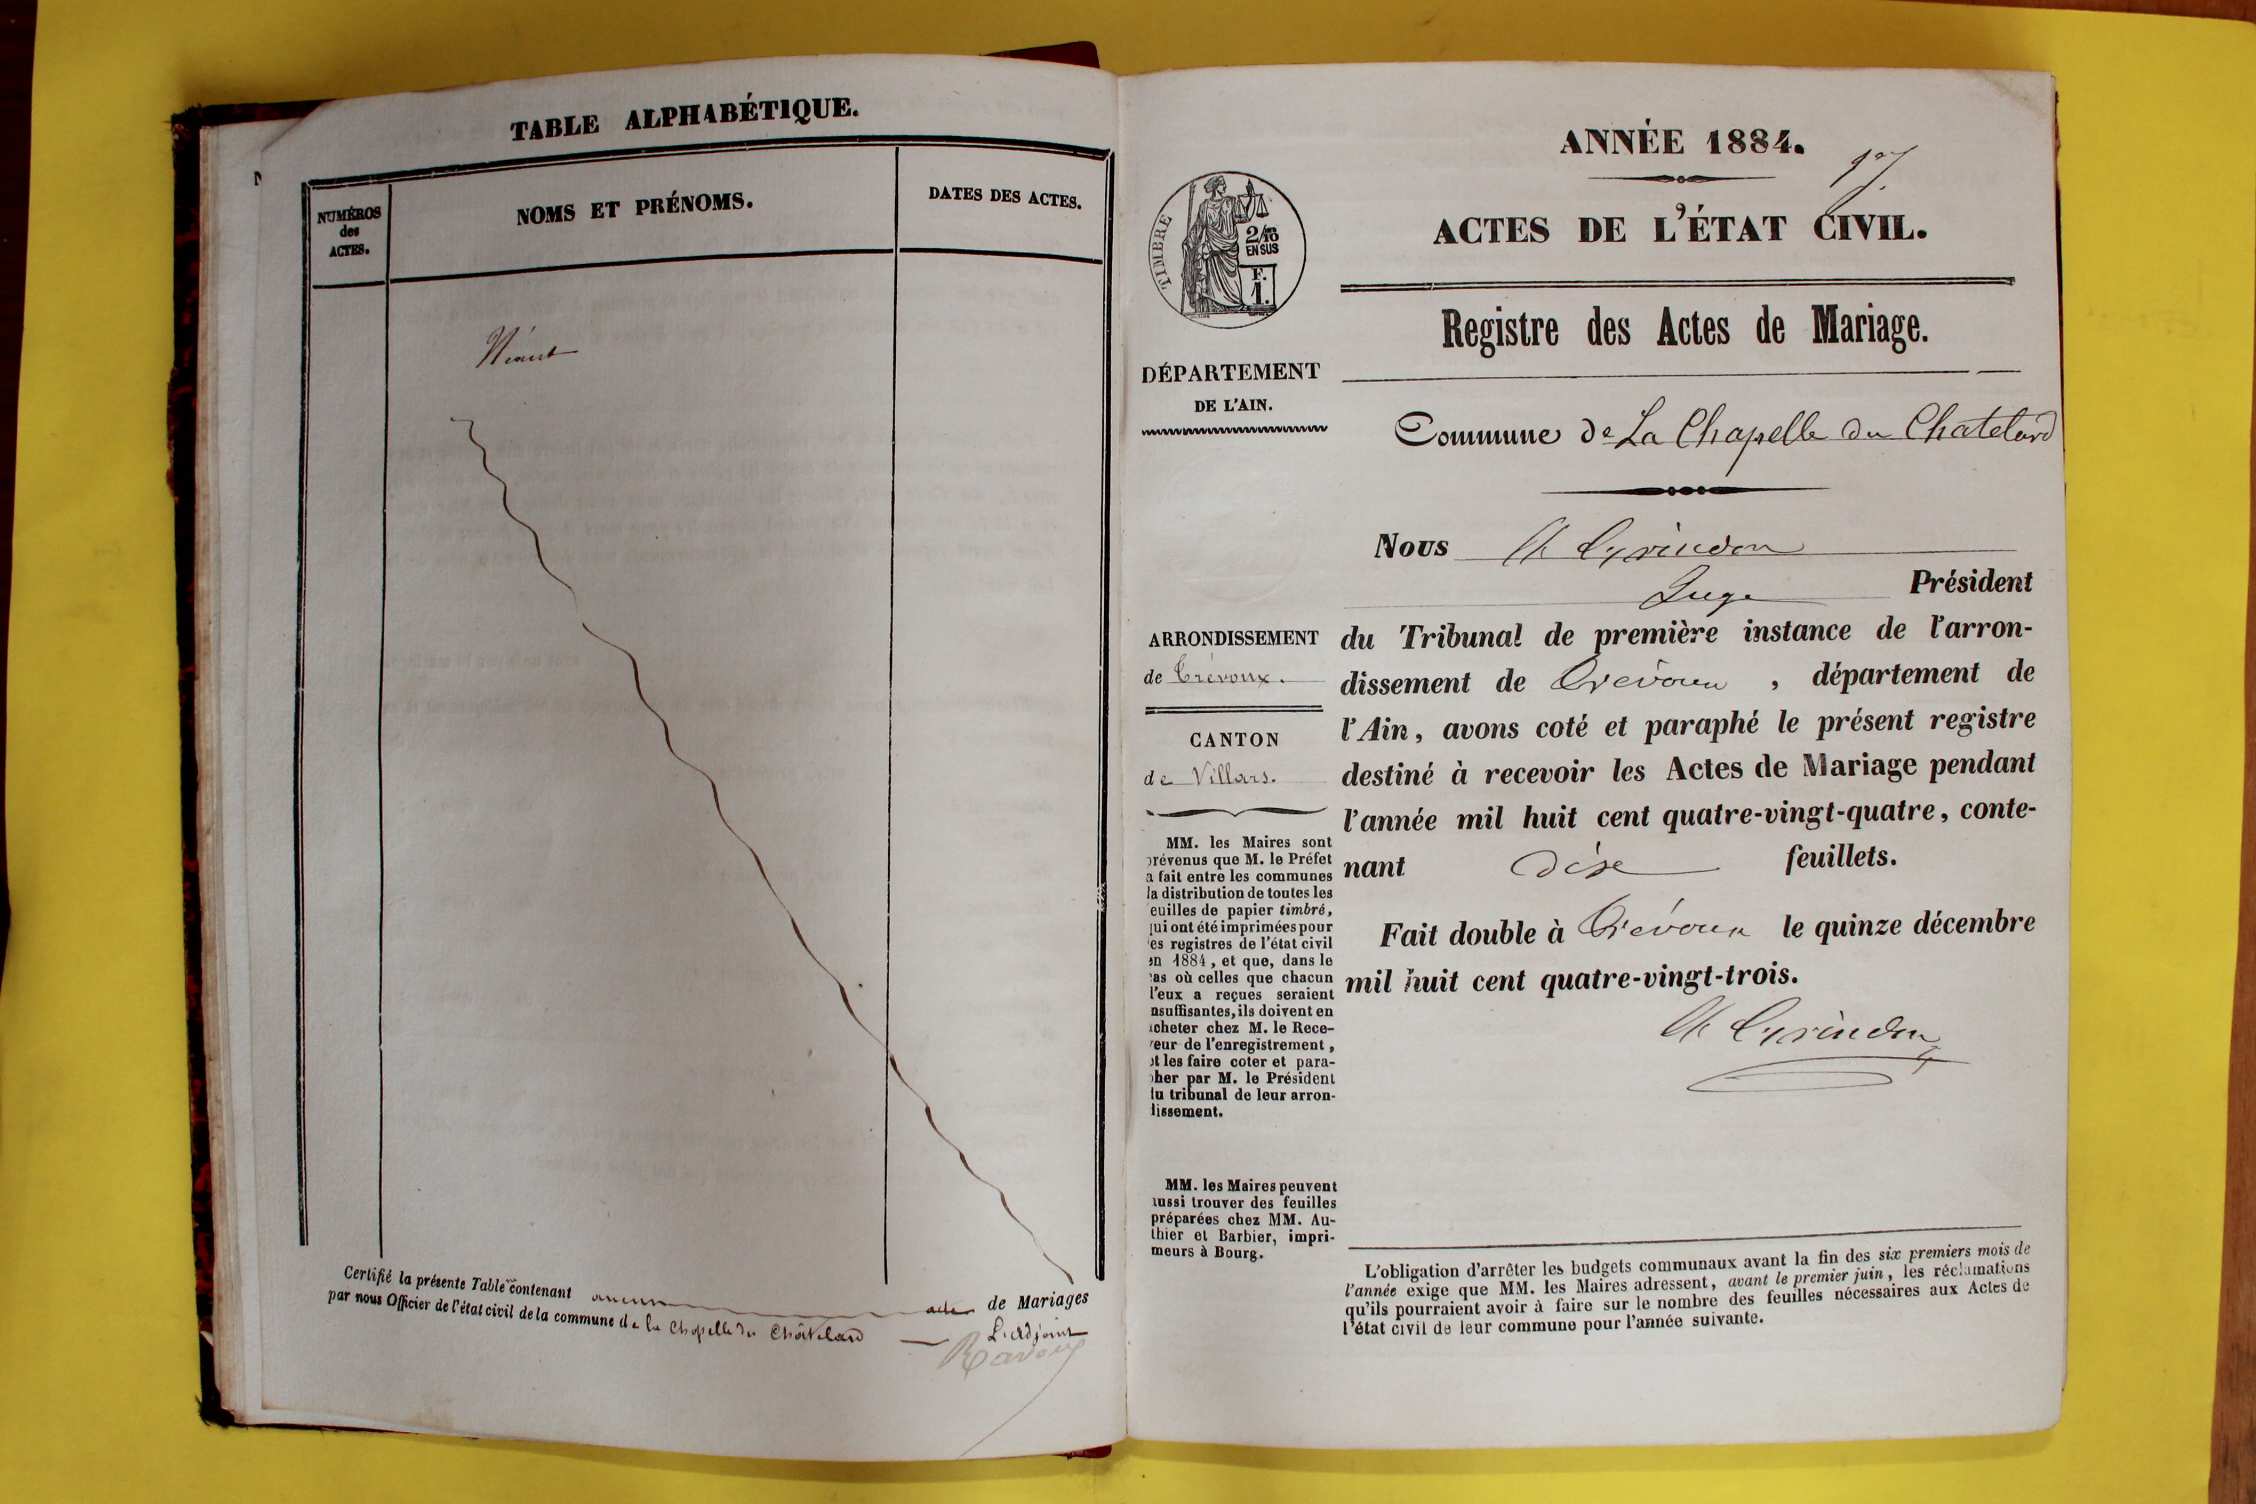 TABLE ALPHABÉTIQUE.
NUMÉROS
des
ACTES.
NOMS ET PRÉNOMS.
DATES DES ACTES.
Néant
Certifié la présente Table contenant aucun acte de Mariages
par nous Officier de l'état civil de la commune de la Chapelle du Châtelard
L'adjoint
ANNÉE 1884.
ACTES DE L'ÉTAT CIVIL.
TIMBRE
2/10
EN SUS
F.
1.
Registre des Actes de Mariage.
DÉPARTEMENT
DE L'AIN.
Commune de La Chapelle du Chatelard
Nous
Juge Président
du Tribunal de première instance de l'arron-
dissement de Trévoux, département de
l'Ain, avons coté et paraphé le présent registre
destiné à recevoir les Actes de Mariage pendant
l'année mil huit cent quatre-vingt-quatre, conte-
nant dix feuillets.
Fait double à Trévoux le quinze décembre
mil huit cent quatre-vingt-trois.
ARRONDISSEMENT
de Trévoux.
CANTON
de Villars.
MM. les Maires sont
prévenus que M. le Préfet
a fait entre les communes
la distribution de toutes les
feuilles de papier timbré,
qui ont été imprimées pour
les registres de l'état civil
en 1884, et que, dans le
cas où celles que chacun
d'eux a reçues seraient
insuffisantes, ils doivent en
acheter chez M. le Rece-
veur de l'enregistrement,
et les faire coter et para-
pher par M. le Président
du tribunal de leur arron-
dissement.
MM. les Maires peuvent
aussi trouver des feuilles
préparées chez MM. Au-
thier et Barbier, impri-
meurs à Bourg.
L'obligation d'arrêter les budgets communaux avant la fin des six premiers mois de
l'année exige que MM. les Maires adressent, avant le premier juin, les réclamations
qu'ils pourraient avoir à faire sur le nombre des feuilles nécessaires aux Actes de
l'état civil de leur commune pour l'année suivante.